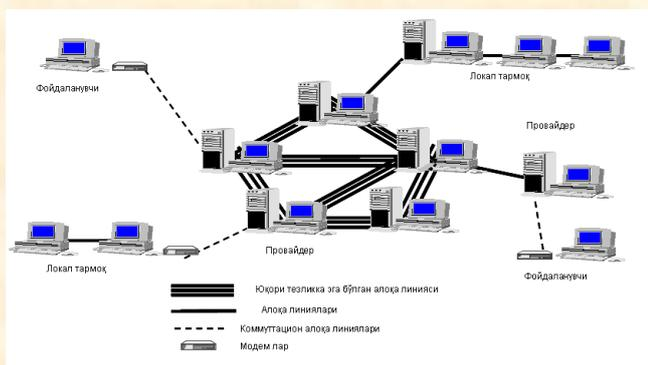 Локал тармоқ
Фойдаланувчи
Провайдер
Провайдер
Локал тармоқ
Фойдаланувчи
Юқори тезликка эга бўлган алоқа линияси
Алоқа линиялари
Коммуттацион алоқа линиялари
Модем лар